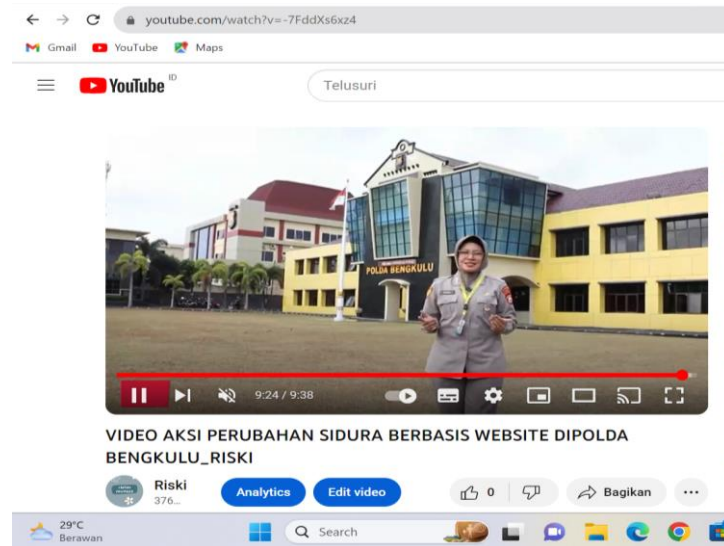 youtube.com/watch?v=-7FddXs6xz4
Gmail YouTube Maps
YouTube ID
Telusuri
POLDA BENGKULU
9:24 / 9:38
VIDEO AKSI PERUBAHAN SIDURA BERBASIS WEBSITE DIPOLDA
BENGKULU_RISKI
Riski
376...
Analytics
Edit video
0
Bagikan
29°C
Berawan
Search